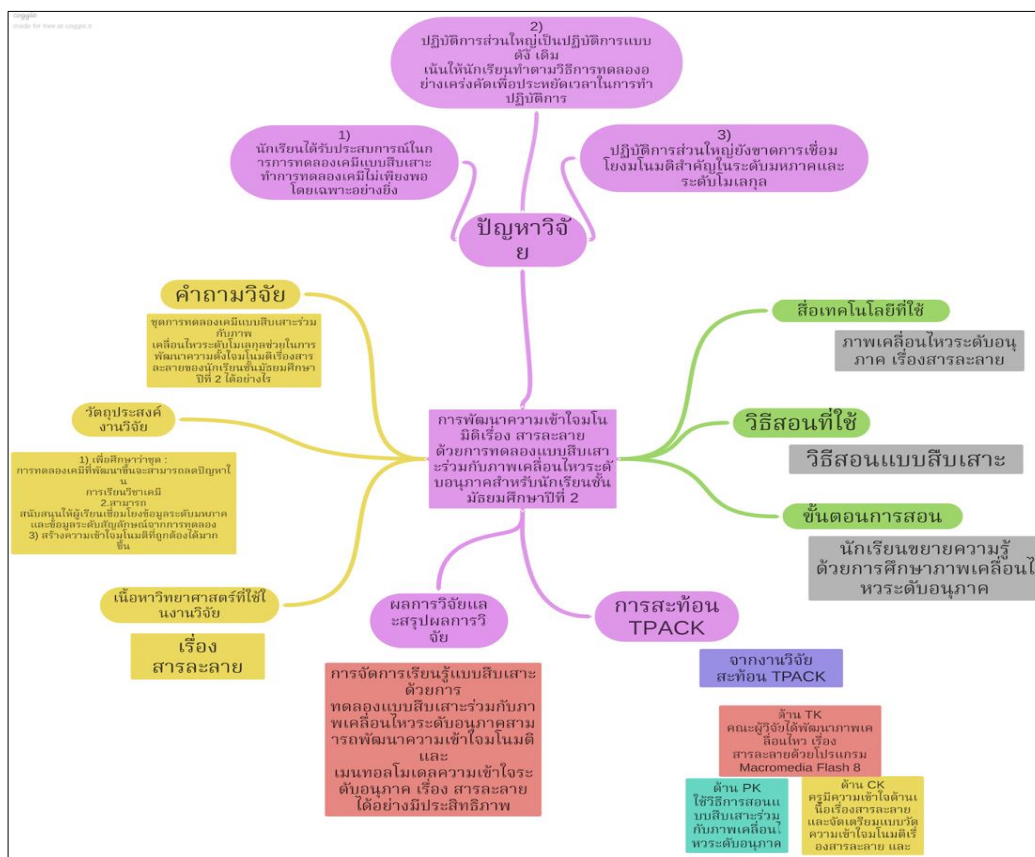 coggle
made for free at coggle.it
2)
ปฏิบัติการส่วนใหญ่เป็นปฏิบัติการแบบ
ดั้ง เดิม
เน้นให้นักเรียนทำตามวิธีการทดลองอ
ย่างเคร่งคัดเพื่อประหยัดเวลาในการทำ
ปฏิบัติการ
1)
นักเรียนได้รับประสบการณ์ในก
ารการทดลองเคมีแบบสืบเสาะ
ทำการทดลองเคมีไม่เพียงพอ
โดยเฉพาะอย่างยิ่ง
3)
ปฏิบัติการส่วนใหญ่ยังขาดการเชื่อม
โยงมโนมติสำคัญในระดับมหภาคและ
ระดับโมเลกุล
ปัญหาวิจั
ย
คำถามวิจัย
ชุดการทดลองเคมีแบบสืบเสาะร่วม
กับภาพ
เคลื่อนไหวระดับโมเลกุลช่วยในการ
พัฒนาความตั้งใจมโนมติเรื่องสาร
ละลายของนักเรียนชั้นมัธยมศึกษา
ปีที่ 2 ได้อย่างไร
วัตถุประสงค์
งานวิจัย
1) เพื่อศึกษาว่าชุด :
การทดลองเคมีที่พัฒนาขึ้นจะสามารถลดปัญหาใ
น
การเรียนวิชาเคมี
2.สามารถ
สนับสนุนให้ผู้เรียนเชื่อมโยงข้อมูลระดับมหภาค
และข้อมูลระดับสัญลักษณ์จากการทดลอง
3) สร้างความเข้าใจมโนมติที่ถูกต้องได้มาก
ขึ้น
เนื้อหาวิทยาศาสตร์ที่ใช้ใ
นงานวิจัย
เรื่อง
สารละลาย
การพัฒนาความเข้าใจมโน
มิติเรื่อง สารละลาย
ด้วยการทดลองแบบสืบเสา
ะร่วมกับภาพเคลื่อนไหวระดั
บอนุภาคสำหรับนักเรียนชั้น
มัธยมศึกษาปีที่ 2
สื่อเทคโนโลยีที่ใช้
ภาพเคลื่อนไหวระดับอนุ
ภาค เรื่องสารละลาย
วิธีสอนที่ใช้
วิธีสอนแบบสืบเสาะ
ขั้นตอนการสอน
นักเรียนขยายความรู้
ด้วยการศึกษาภาพเคลื่อนไ
หวระดับอนุภาค
ผลการวิจัยแล
ะสรุปผลการวิ
จัย
การจัดการเรียนรู้แบบสืบเสาะ
ด้วยการ
ทดลองแบบสืบเสาะร่วมกับภา
พเคลื่อนไหวระดับอนุภาคสาม
ารถพัฒนาความเข้าใจมโนมติ
และ
เมนทอลโมเดลความเข้าใจระ
ดับอนุภาค เรื่อง สารละลาย
ได้อย่างมีประสิทธิภาพ
การสะท้อน
TPACK
จากงานวิจัย
สะท้อน TPACK
ด้าน TK
คณะผู้วิจัยได้พัฒนาภาพเค
ลื่อนไหว เรื่อง
สารละลายด้วยโปรแกรม
Macromedia Flash 8
ด้าน PK
ใช้วิธีการสอนแ
บบสืบเสาะร่วม
กับภาพเคลื่อนไ
หวระดับอนุภาค
ด้าน CK
ครูมีความเข้าใจด้านเ
นื้อเรื่องสารละลาย
และจัดเตรียมแบบวัด
ความเข้าใจมโนมติเรื่
องสารละลาย และ